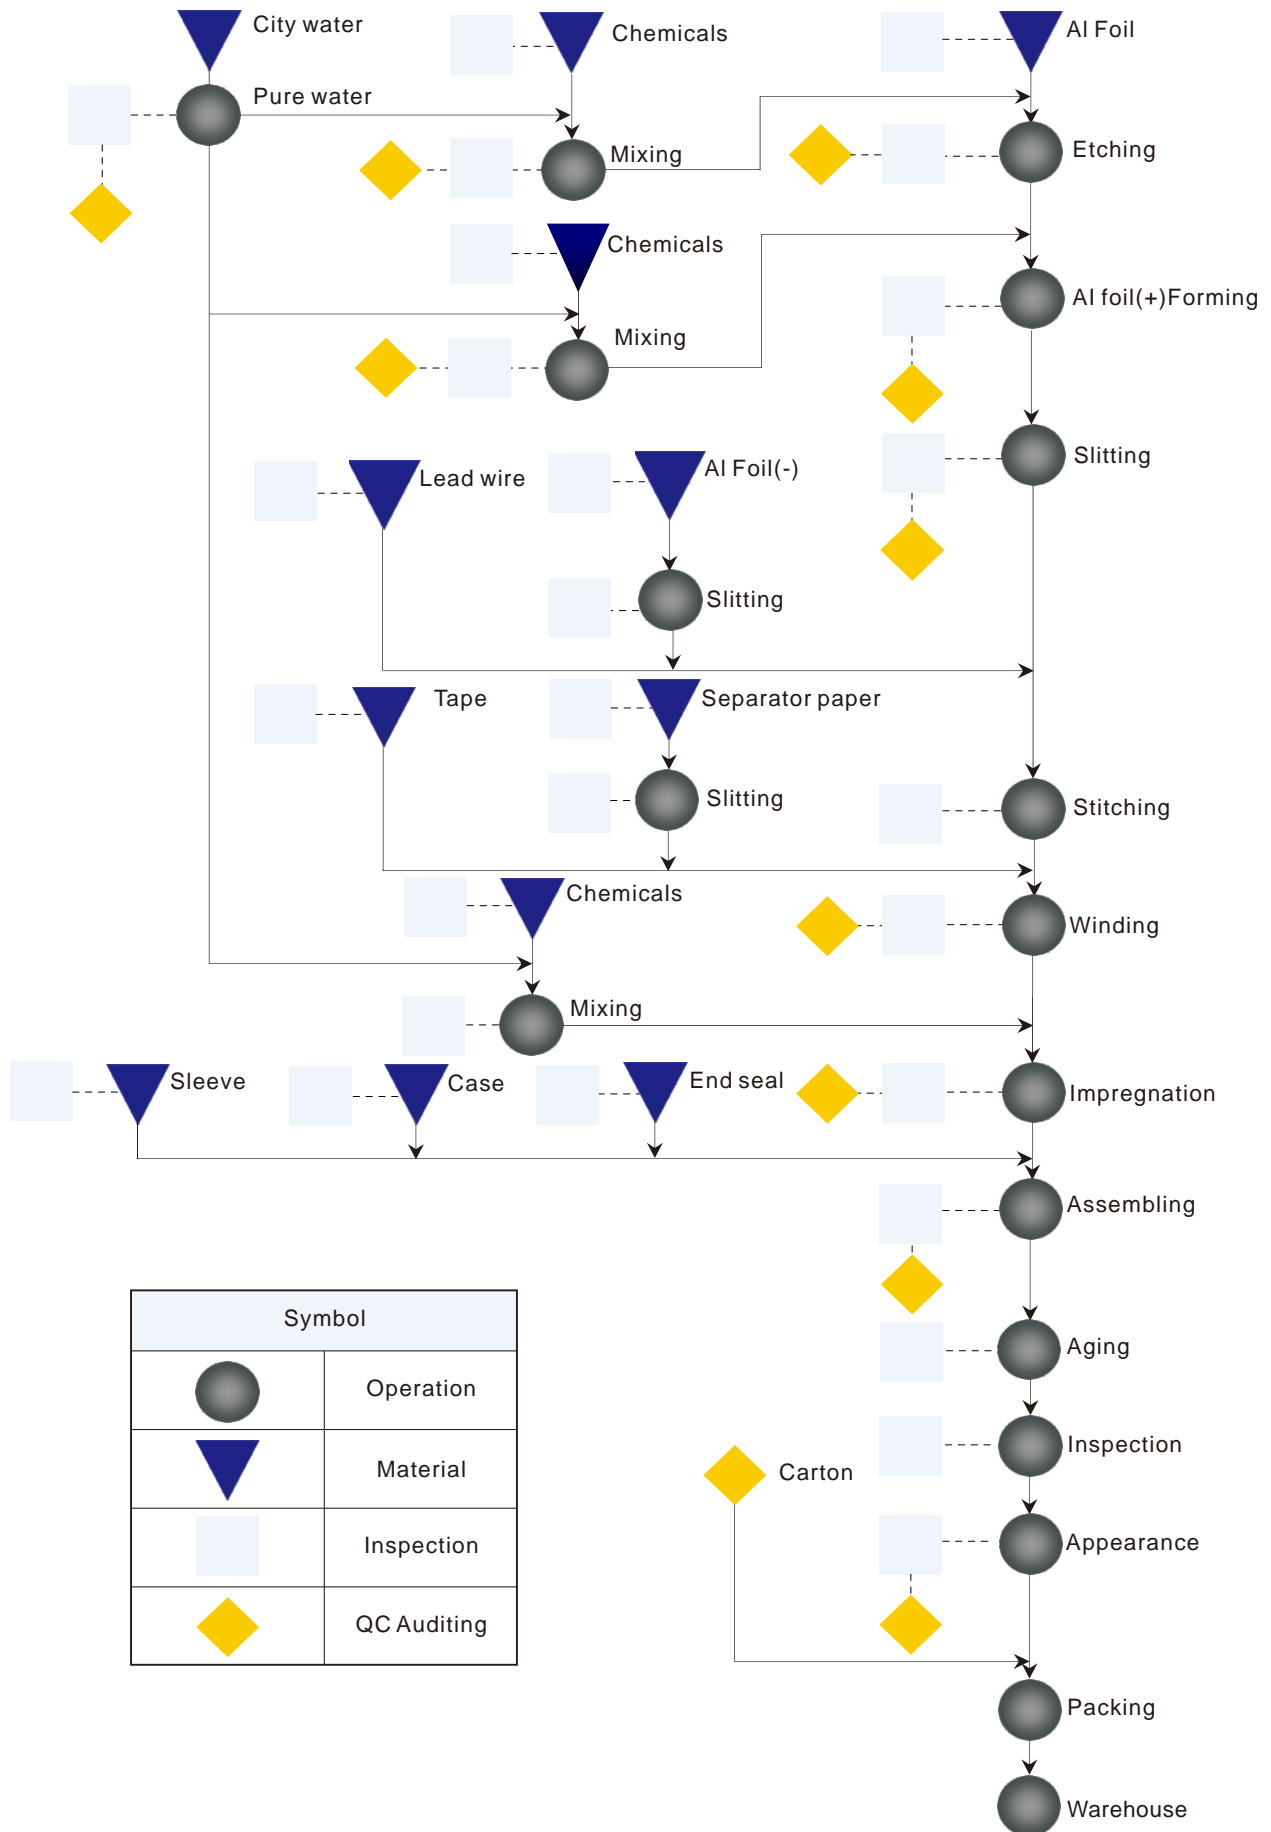 City water
Chemicals
Al Foil
Pure water
Mixing
Etching
Chemicals
Al foil(+)Forming
Mixing
Slitting
Lead wire
Al Foil(-)
Slitting
Tape
Separator paper
Slitting
Stitching
Chemicals
Winding
Mixing
Sleeve
Case
End seal
Impregnation
Assembling
Symbol
Operation
Material
Inspection
QC Auditing
Aging
Inspection
Carton
Appearance
Packing
Warehouse